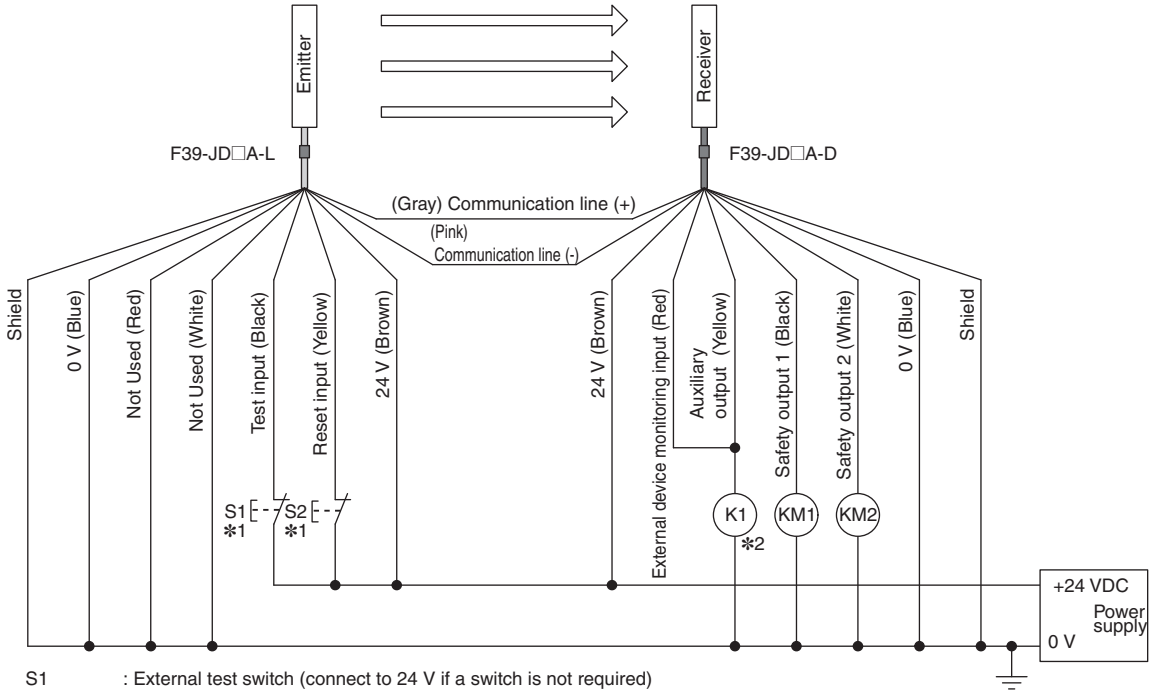 Emitter
Receiver
F39-JD□A-L
F39-JD□A-D
(Gray) Communication line (+)
(Pink)
Communication line (-)
Shield
0 V (Blue)
Not Used (Red)
Not Used (White)
Test input (Black)
Reset input (Yellow)
24 V (Brown)
24 V (Brown)
External device monitoring input (Red)
Auxiliary
output (Yellow)
Safety output 1 (Black)
Safety output 2 (White)
0 V (Blue)
Shield
S1
✻1
S2
✻1
K1
✻2
KM1
KM2
+24 VDC
Power
supply
0 V
S1 : External test switch (connect to 24 V if a switch is not required)